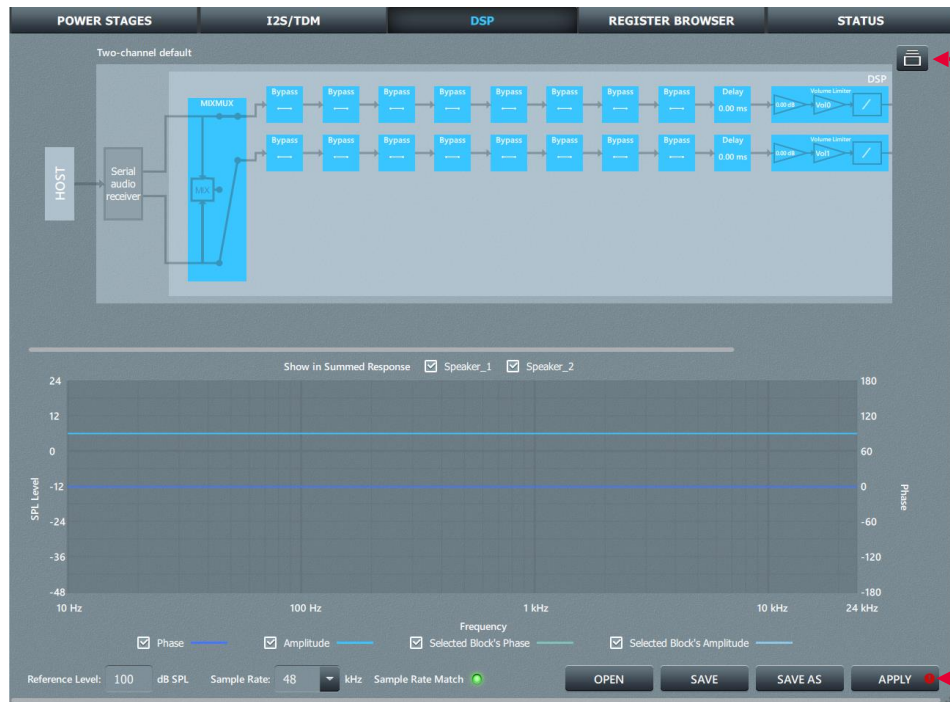 POWER STAGES I2S/TDM DSP REGISTER BROWSER STATUS
Two-channel default
DSP
MIXMUX
Bypass Bypass Bypass Bypass Bypass Bypass Bypass Bypass Delay Volume Limiter
0.00 ms 0.00 dB Vol0
Bypass Bypass Bypass Bypass Bypass Bypass Bypass Bypass Delay Volume Limiter
0.00 ms 0.00 dB Vol1
HOST
Serial
audio
receiver
MIX
Show in Summed Response Speaker_1 Speaker_2
24 180
12 120
0 60
-12 0
-24 -60
-36 -120
-48 -180
SPL Level
Phase
10 Hz 100 Hz 1 kHz 10 kHz 24 kHz
Frequency
Phase Amplitude Selected Block's Phase Selected Block's Amplitude
Reference Level: 100 dB SPL Sample Rate: 48 kHz Sample Rate Match OPEN SAVE SAVE AS APPLY